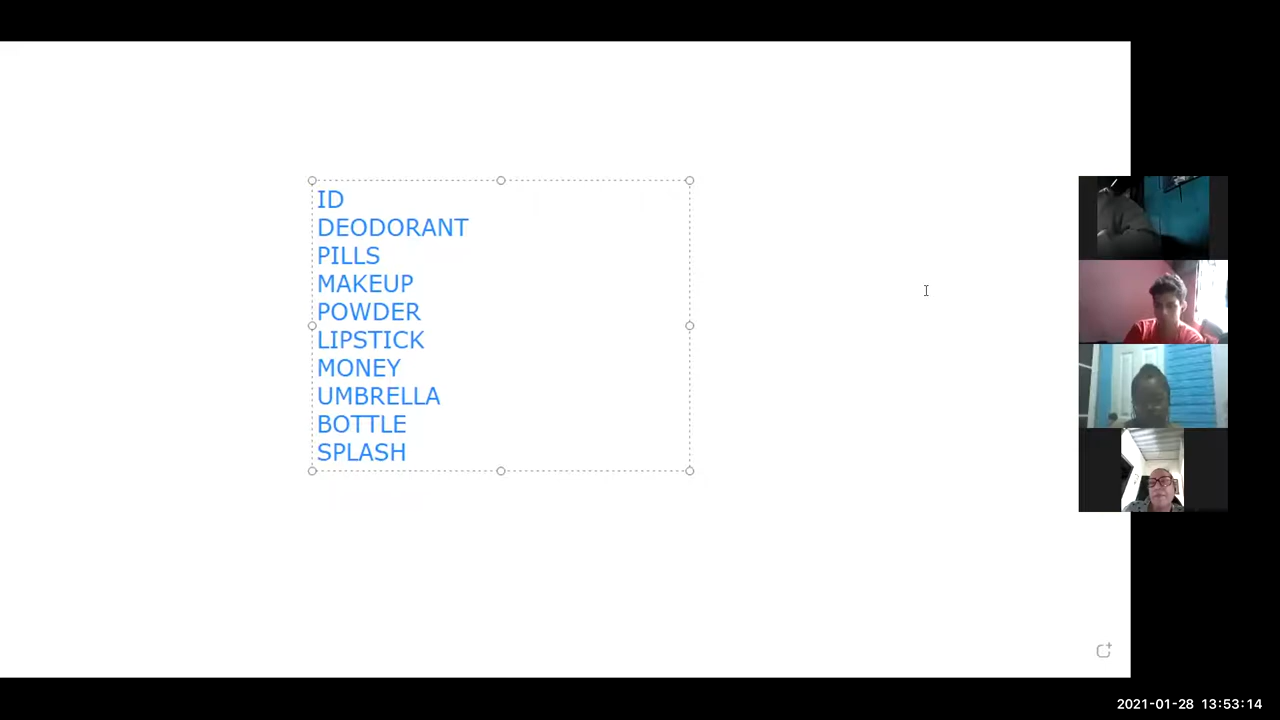 ID
DEODORANT
PILLS
MAKEUP
POWDER
LIPSTICK
MONEY
UMBRELLA
BOTTLE
SPLASH
2021-01-28 13:53:14